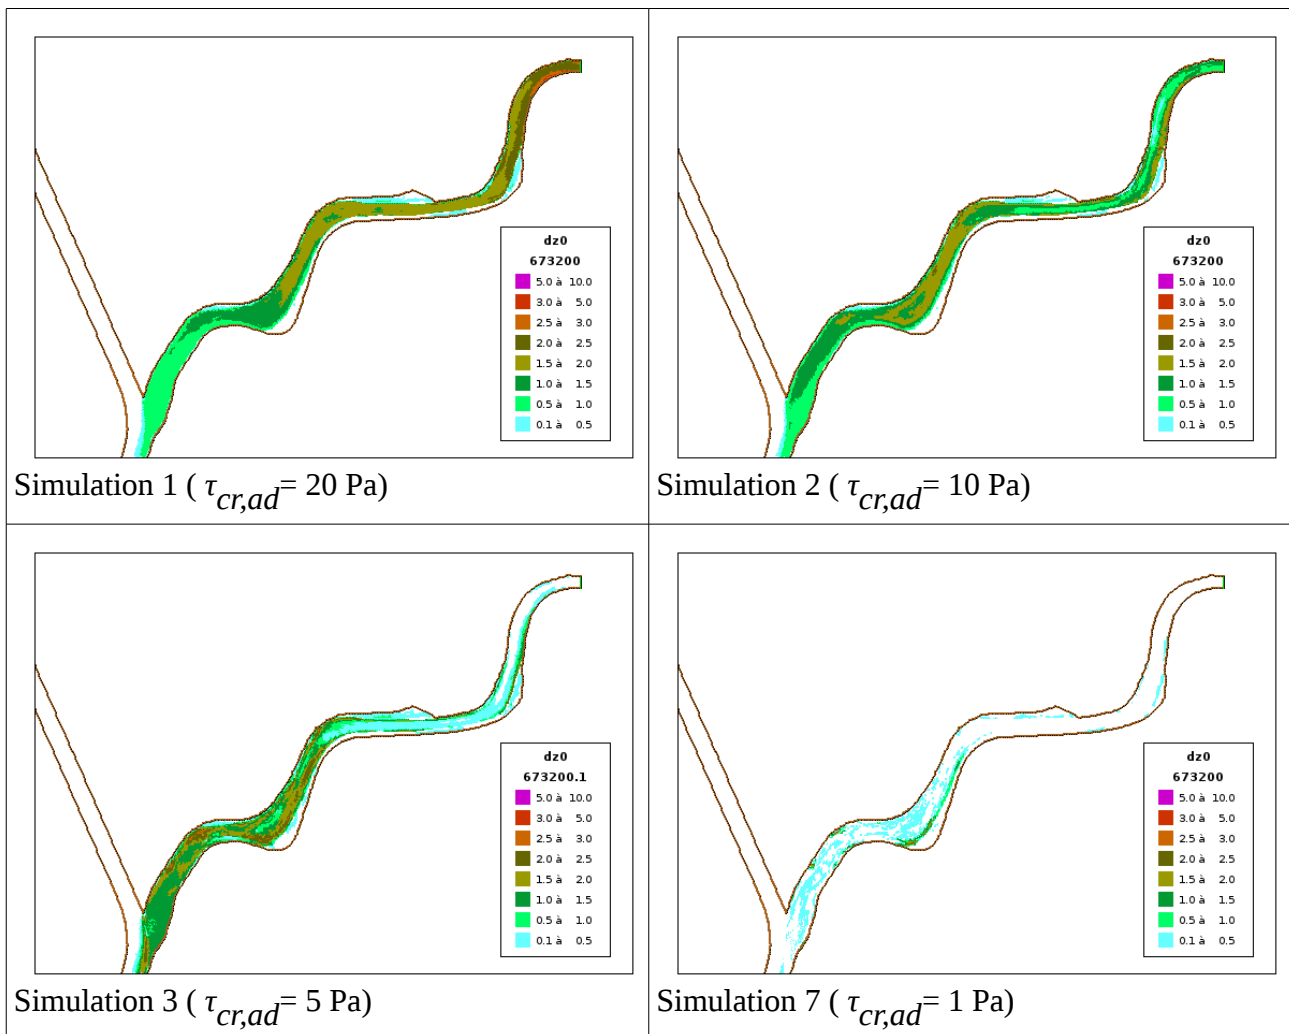 dz0
673200
5.0 à 10.0
3.0 à 5.0
2.5 à 3.0
2.0 à 2.5
1.5 à 2.0
1.0 à 1.5
0.5 à 1.0
0.1 à 0.5
Simulation 1 ( τcr,ad= 20 Pa)
dz0
673200
5.0 à 10.0
3.0 à 5.0
2.5 à 3.0
2.0 à 2.5
1.5 à 2.0
1.0 à 1.5
0.5 à 1.0
0.1 à 0.5
Simulation 2 ( τcr,ad= 10 Pa)
dz0
673200.1
5.0 à 10.0
3.0 à 5.0
2.5 à 3.0
2.0 à 2.5
1.5 à 2.0
1.0 à 1.5
0.5 à 1.0
0.1 à 0.5
Simulation 3 ( τcr,ad= 5 Pa)
dz0
673200
5.0 à 10.0
3.0 à 5.0
2.5 à 3.0
2.0 à 2.5
1.5 à 2.0
1.0 à 1.5
0.5 à 1.0
0.1 à 0.5
Simulation 7 ( τcr,ad= 1 Pa)